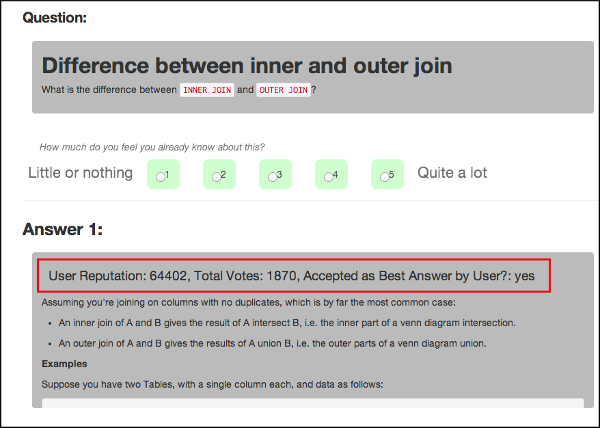 Question:
Difference between inner and outer join
What is the difference between INNER JOIN and OUTER JOIN?
How much do you feel you already know about this?
Little or nothing 1 2 3 4 5 Quite a lot
Answer 1:
User Reputation: 64402, Total Votes: 1870, Accepted as Best Answer by User?: yes
Assuming you're joining on columns with no duplicates, which is by far the most common case:
• An inner join of A and B gives the result of A intersect B, i.e. the inner part of a venn diagram intersection.
• An outer join of A and B gives the results of A union B, i.e. the outer parts of a venn diagram union.
Examples
Suppose you have two Tables, with a single column each, and data as follows: